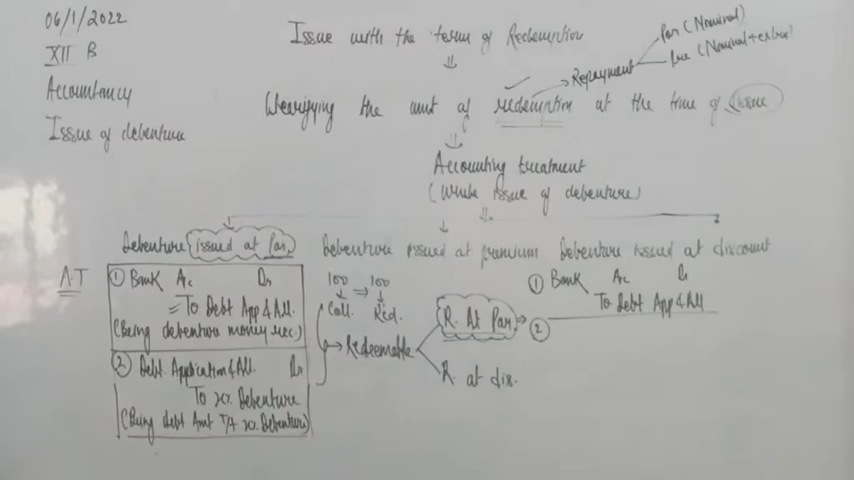 06/1/2022
XII B
Accountancy
Issue of debenture
Issue with the term of Redemption
Repayment
Par (Nominal)
Pre (Nominal + extra)
the amt of redemption at the time of issue
Accounting treatment
(While issue of debenture)
Debenture issued at Par
Debenture issued at premium
Debenture issued at discount
A.T
① Bank A/c Dr
To Debt App & All.
(Being debenture money rec.)
② Debt. Application & All. Dr
To x% Debenture
(Being debt Amt T/f x% Debenture)
100 ⇒ 100
Call. Red.
Redeemable
R. At Par
R at dis.
① Bank A/c Dr
To Debt App & All
②